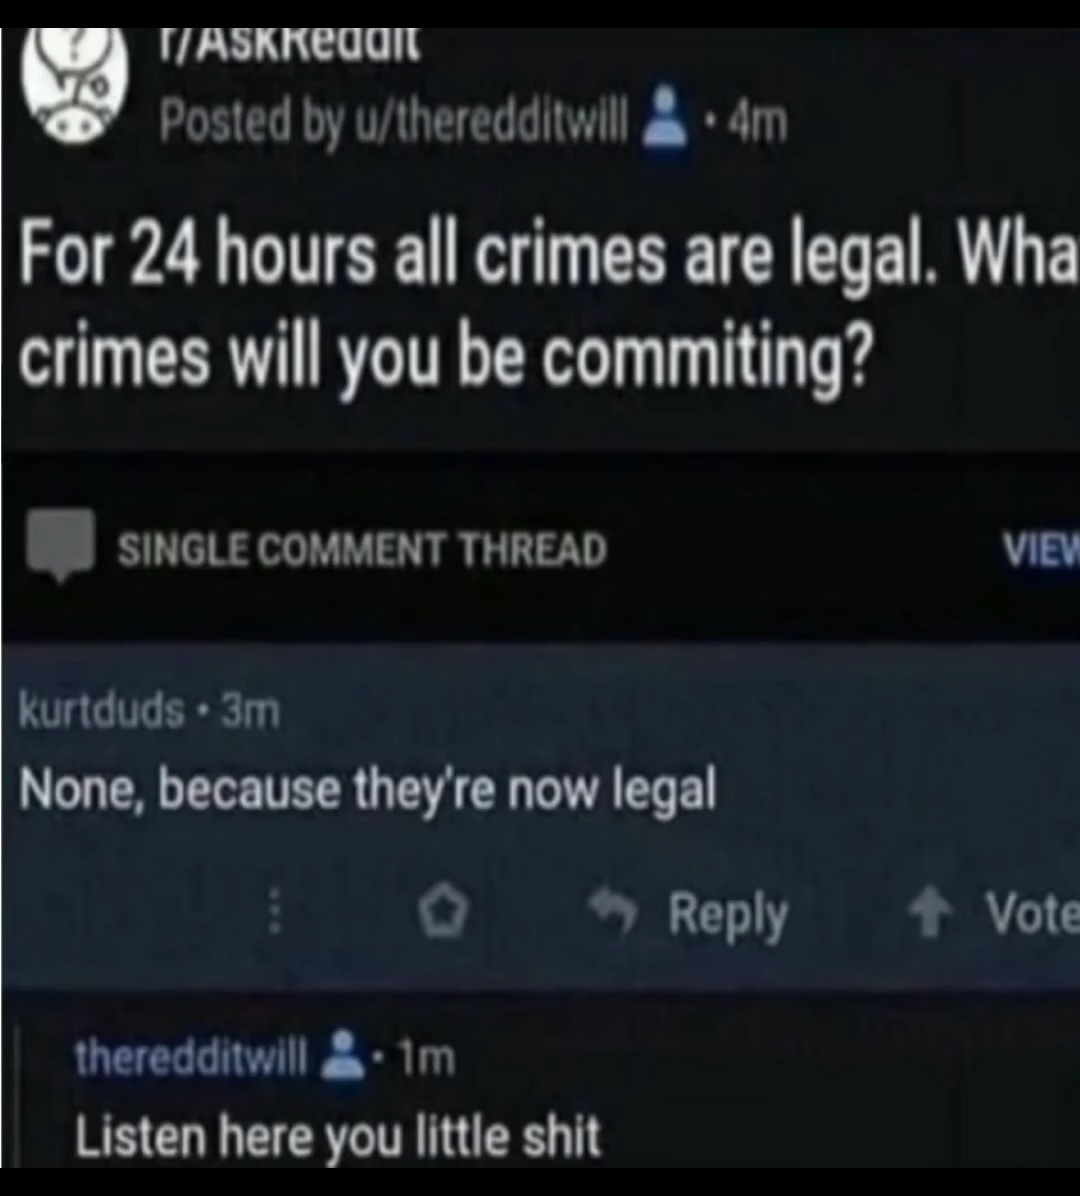 r/AskReddit
Posted by u/theredditwill · 4m
For 24 hours all crimes are legal. Wha
crimes will you be commiting?
SINGLE COMMENT THREAD VIEW
kurtduds · 3m
None, because they're now legal
Reply Vote
theredditwill · 1m
Listen here you little shit